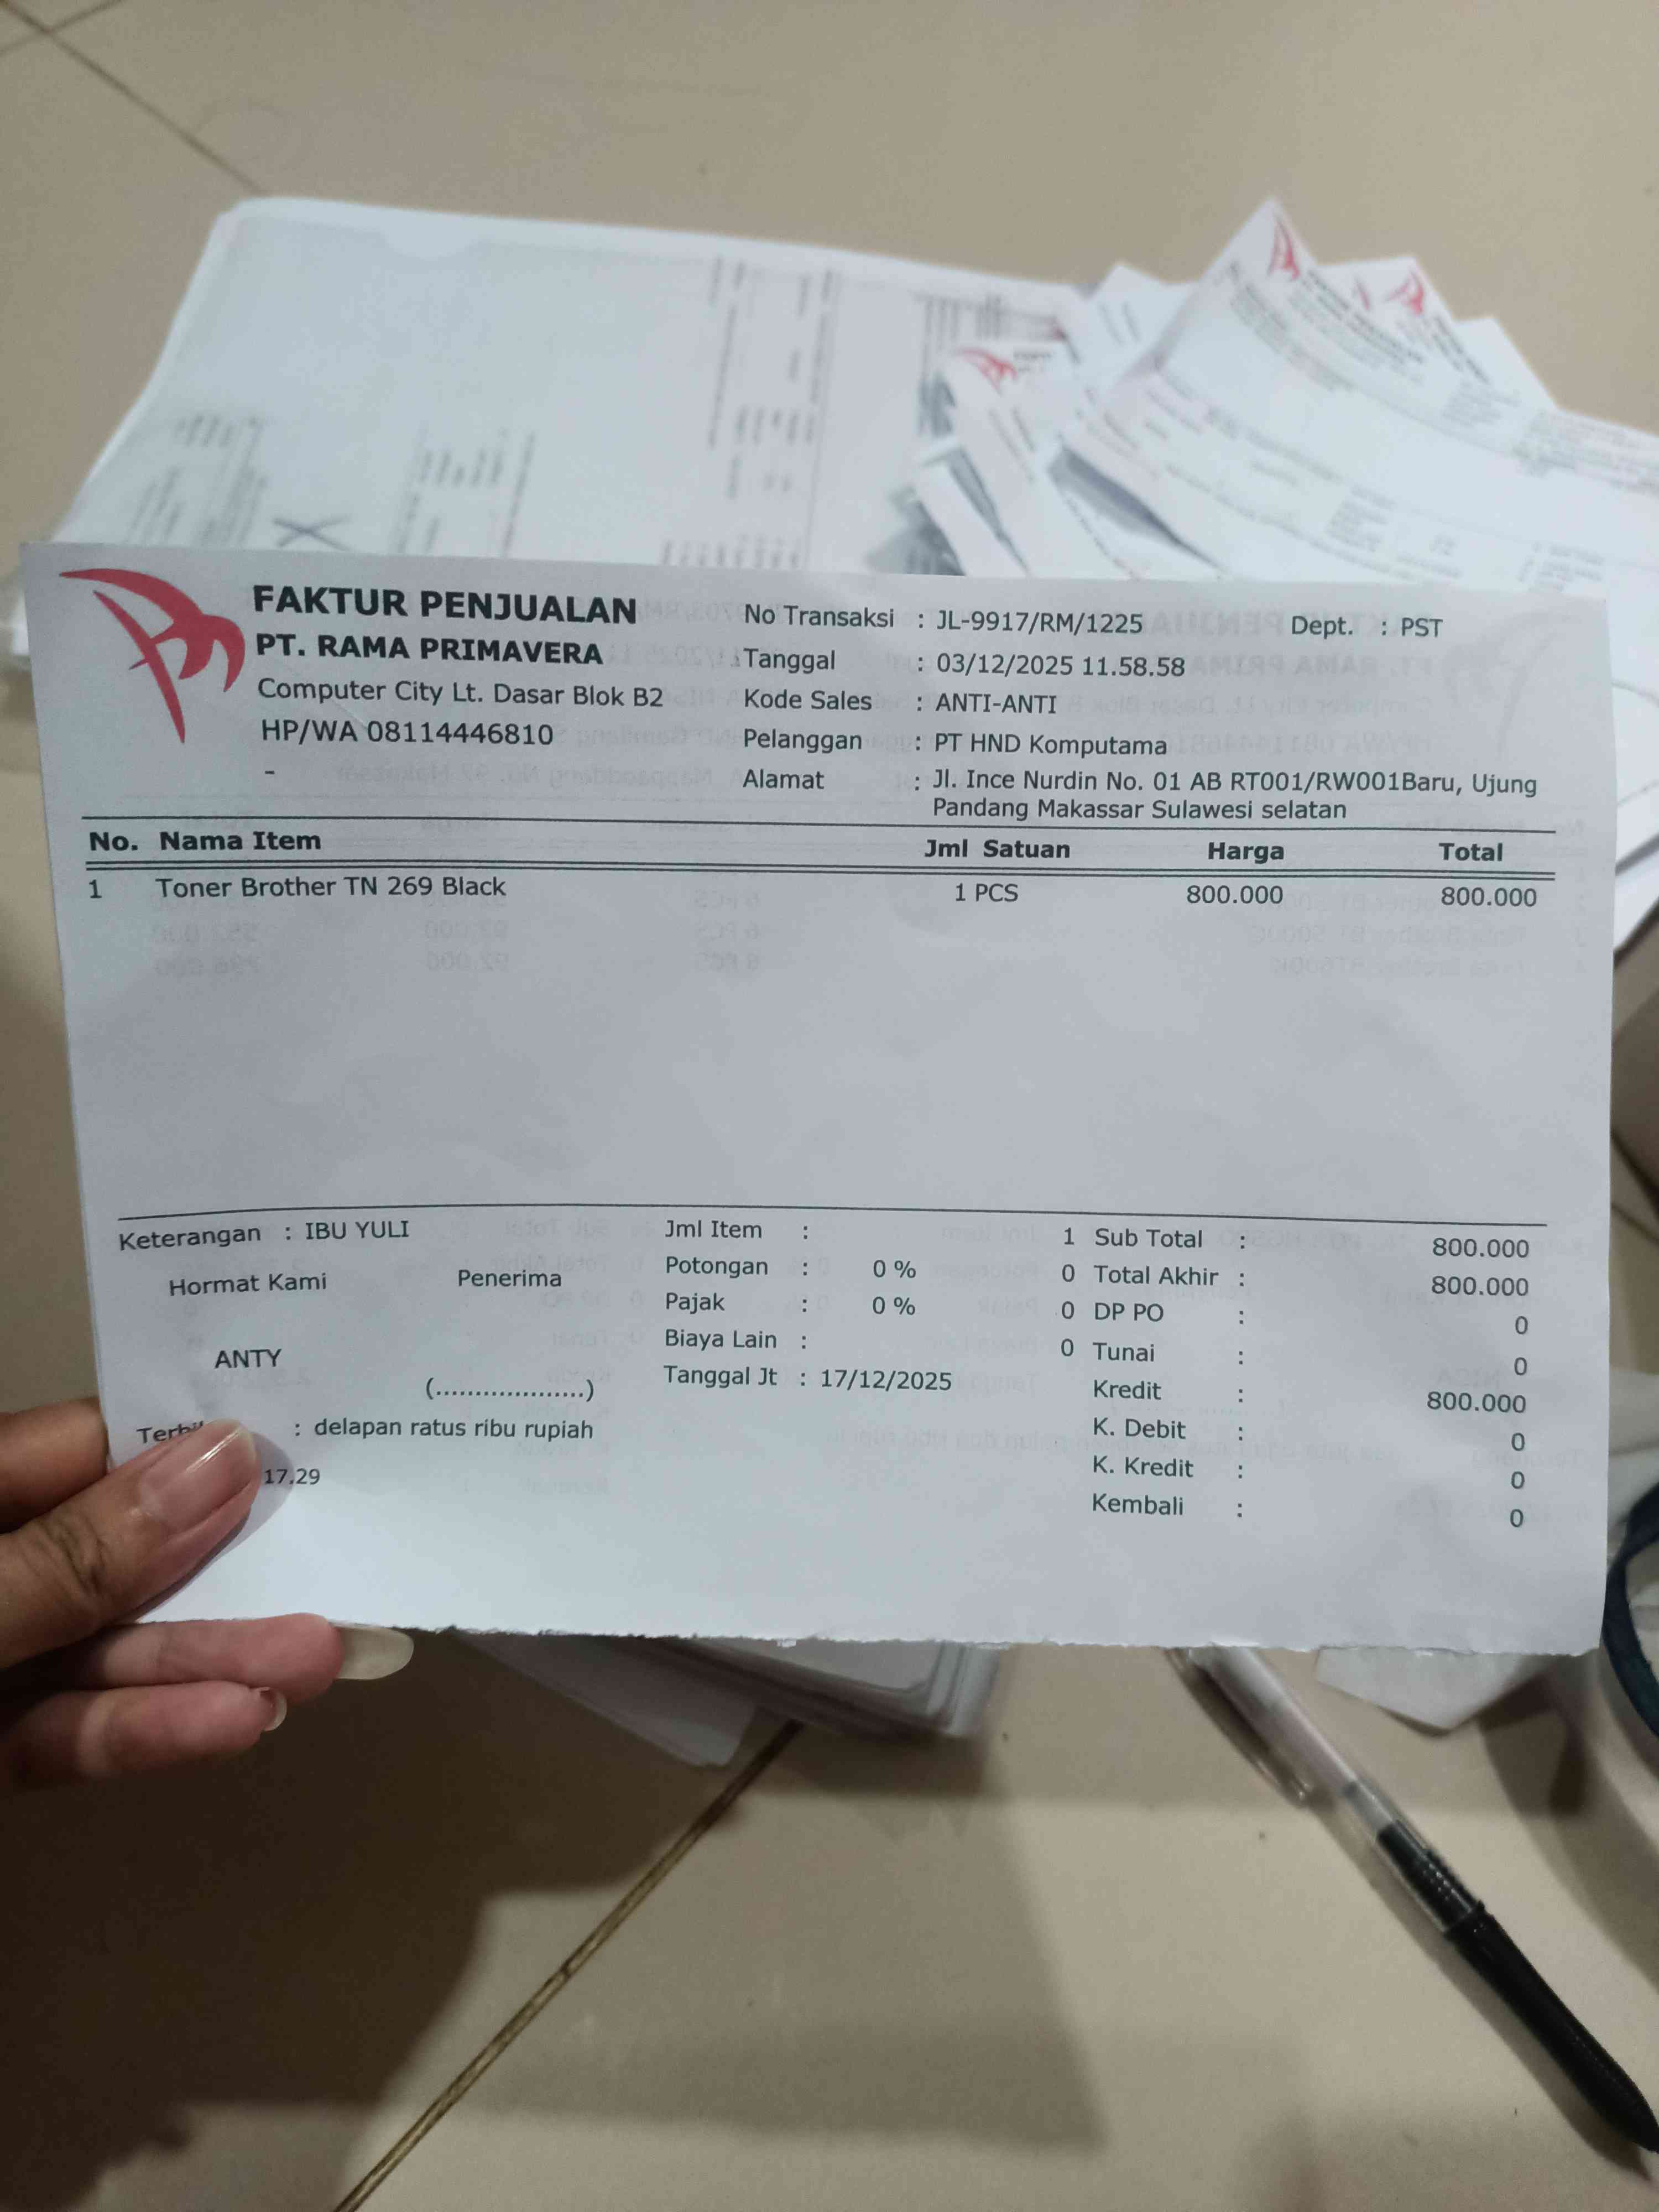 FAKTUR PENJUALAN
PT. RAMA PRIMAVERA
Computer City Lt. Dasar Blok B2
HP/WA 08114446810
-
No Transaksi : JL-9917/RM/1225 Dept. : PST
Tanggal : 03/12/2025 11.58.58
Kode Sales : ANTI-ANTI
Pelanggan : PT HND Komputama
Alamat : Jl. Ince Nurdin No. 01 AB RT001/RW001Baru, Ujung
Pandang Makassar Sulawesi selatan
No. Nama Item Jml Satuan Harga Total
1 Toner Brother TN 269 Black 1 PCS 800.000 800.000
Keterangan : IBU YULI
Hormat Kami Penerima
ANTY
(...................)
: delapan ratus ribu rupiah
17.29
Jml Item : 1
Potongan : 0 % 0
Pajak : 0 % 0
Biaya Lain : 0
Tanggal Jt : 17/12/2025
Sub Total : 800.000
Total Akhir : 800.000
DP PO : 0
Tunai : 0
Kredit : 800.000
K. Debit : 0
K. Kredit : 0
Kembali : 0